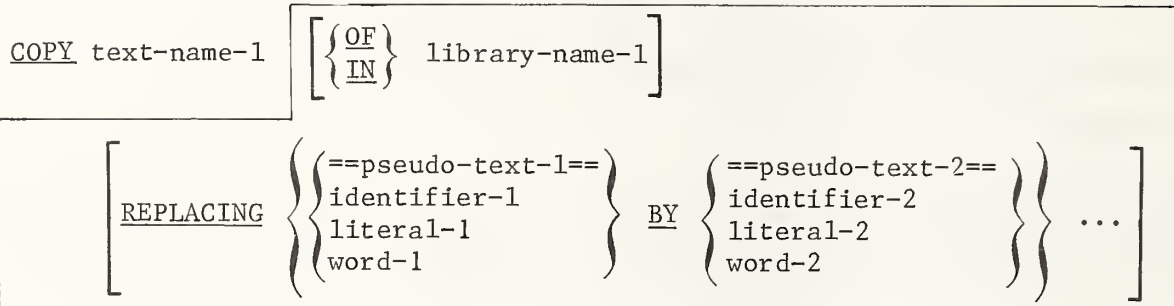 COPY text-name-1 [ { OF
IN } library-name-1 ]
[ REPLACING { { ==pseudo-text-1==
identifier-1
literal-1
word-1 } BY { ==pseudo-text-2==
identifier-2
literal-2
word-2 } } ... ]